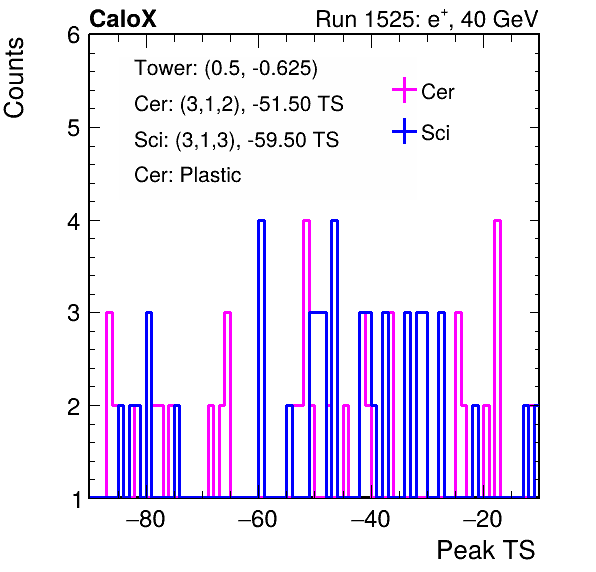 CaloX Run 1525: e⁺, 40 GeV
Counts
6
5
4
3
2
1
Tower: (0.5, -0.625)
Cer: (3,1,2), -51.50 TS
Sci: (3,1,3), -59.50 TS
Cer: Plastic
Cer
Sci
−80 −60 −40 −20
Peak TS